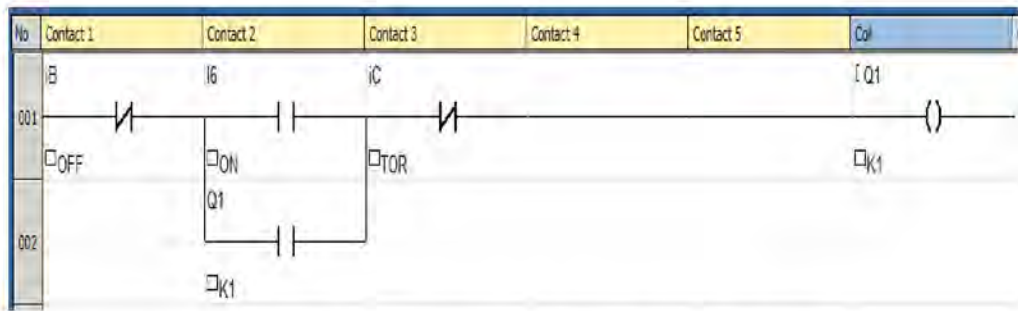 No Contact 1 Contact 2 Contact 3 Contact 4 Contact 5 Coil
iB I6 iC [ Q1
001
OFF ON TOR K1
Q1
002
K1